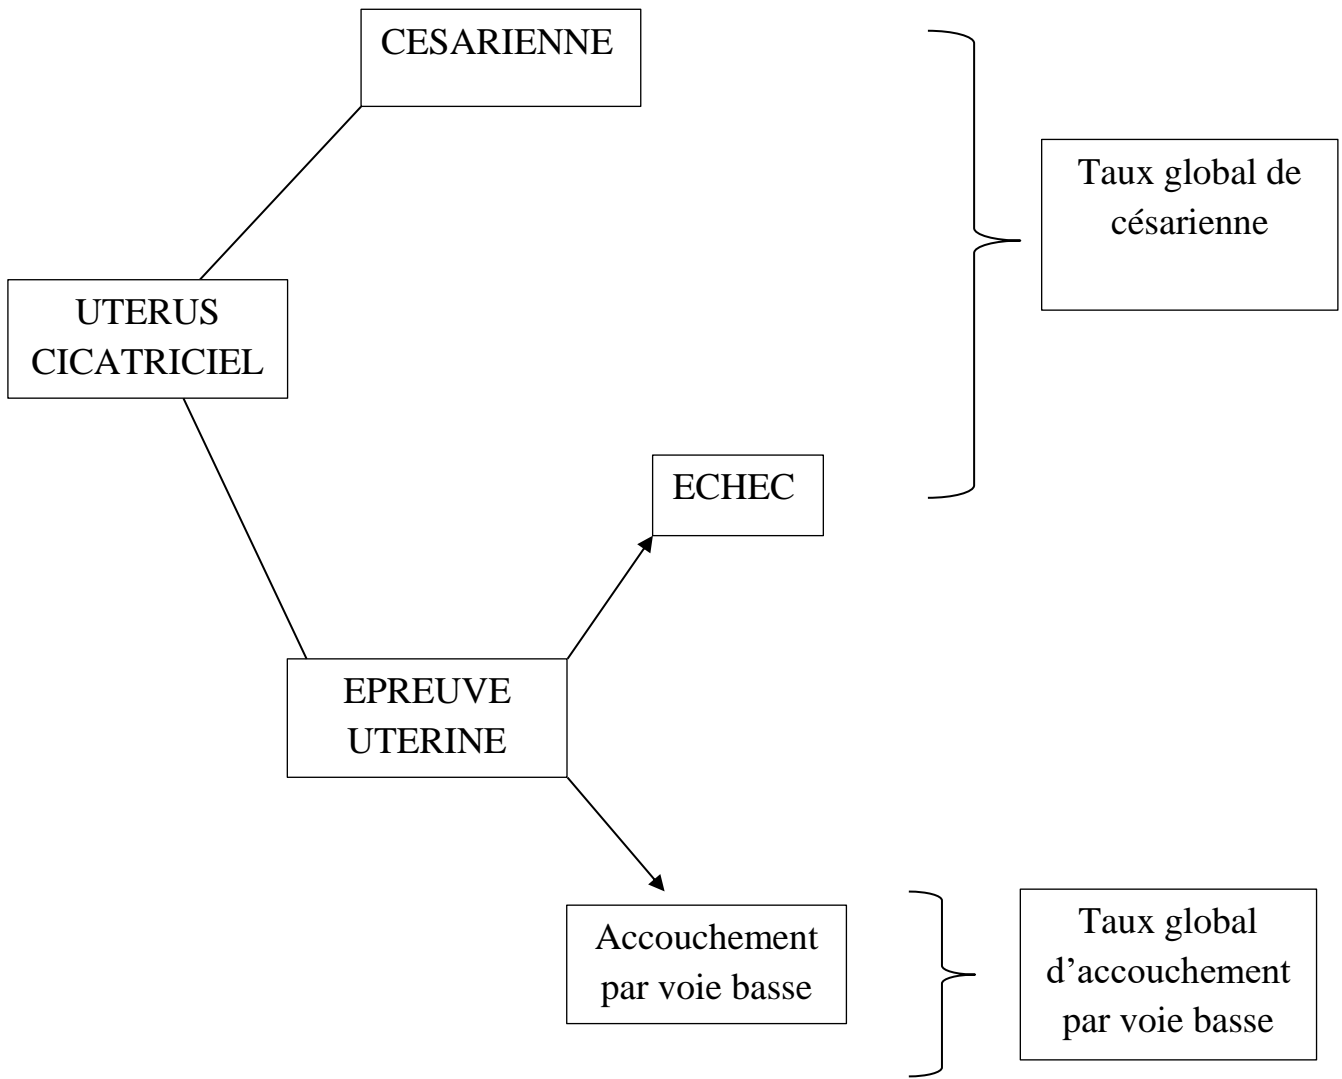 CESARIENNE
Taux global de
césarienne
UTERUS
CICATRICIEL
ECHEC
EPREUVE
UTERINE
Accouchement
par voie basse
Taux global
d’accouchement
par voie basse